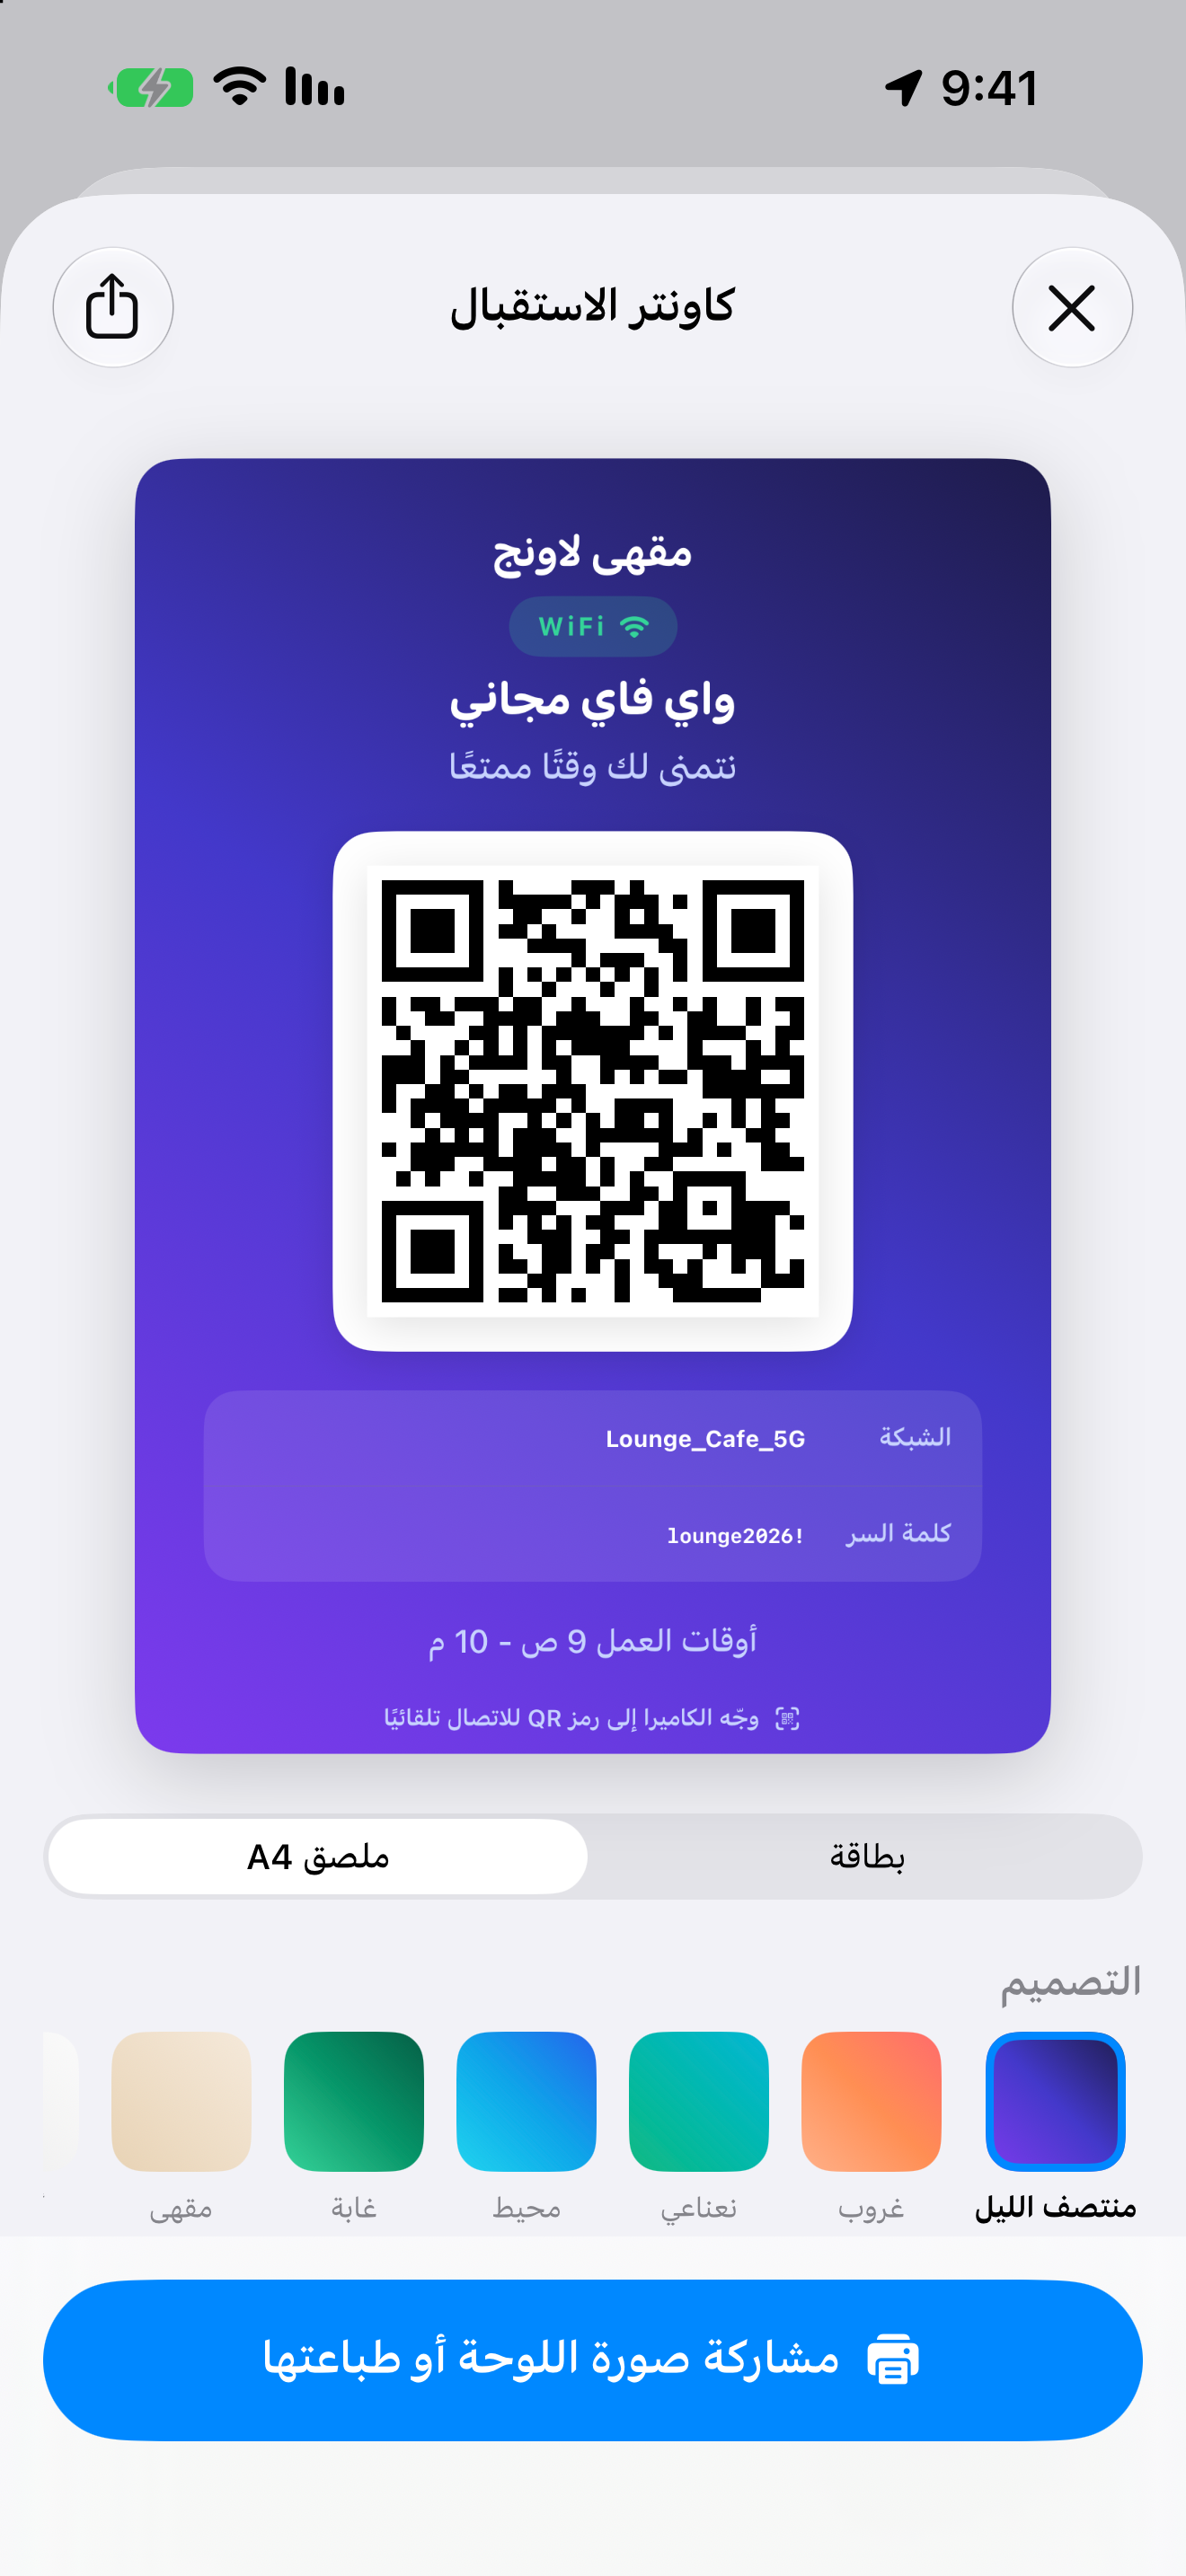 9:41
كاونتر الاستقبال
مقهى لاونج
WiFi
واي فاي مجاني
نتمنى لك وقتًا ممتعًا
الشبكة Lounge_Cafe_5G
كلمة السر lounge2026!
أوقات العمل 9 ص - 10 م
وجّه الكاميرا إلى رمز QR للاتصال تلقائيًا
بطاقة ملصق A4
التصميم
منتصف الليل غروب نعناعي محيط غابة مقهى
مشاركة صورة اللوحة أو طباعتها